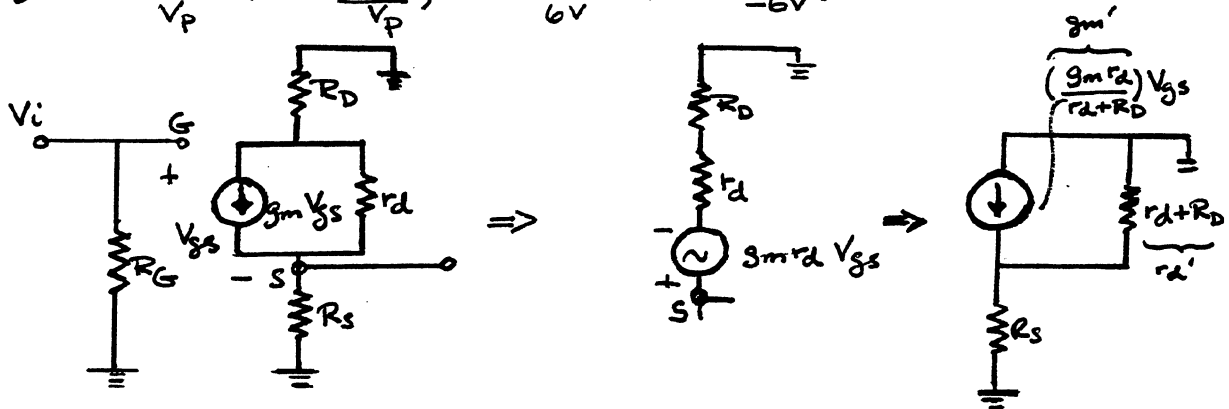 Vp
Vp
6V
-6V
gm'
(gm rd / rd+RD) Vgs
RD
Vi
G
+
gm Vgs
rd
Vgs
RG
-
S
RS
⇒
RD
rd
-
gm rd Vgs
+
S
⇒
rd+RD
rd'
RS